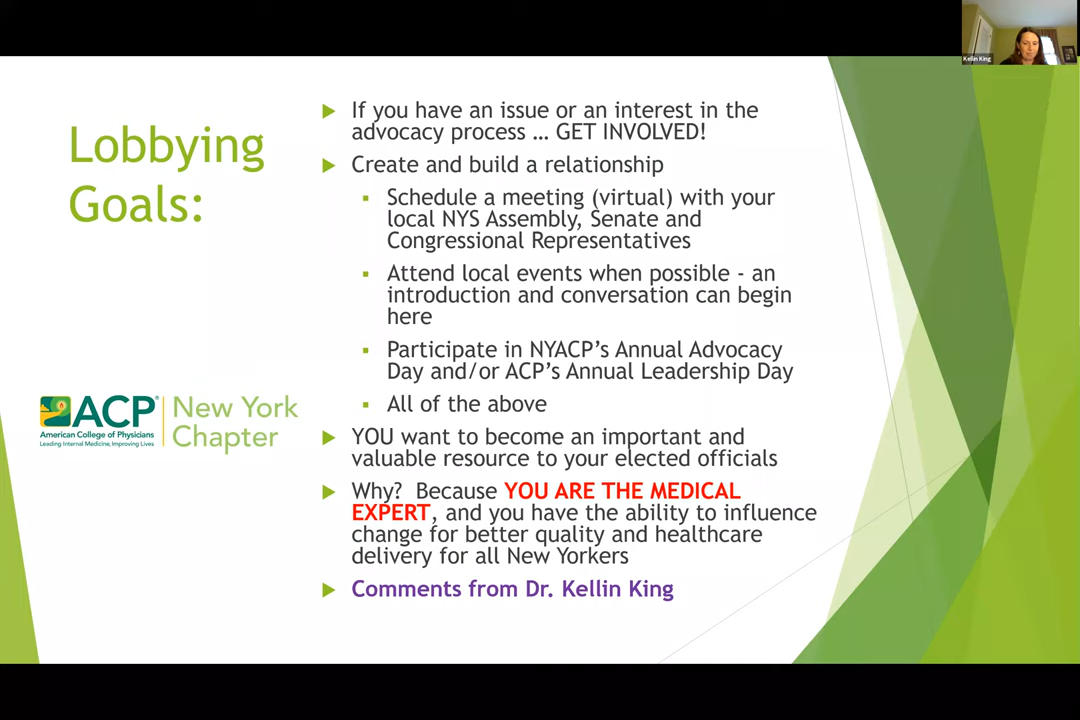 Kellin King
Lobbying
Goals:
If you have an issue or an interest in the
advocacy process … GET INVOLVED!
Create and build a relationship
Schedule a meeting (virtual) with your
local NYS Assembly, Senate and
Congressional Representatives
Attend local events when possible - an
introduction and conversation can begin
here
Participate in NYACP’s Annual Advocacy
Day and/or ACP’s Annual Leadership Day
All of the above
YOU want to become an important and
valuable resource to your elected officials
Why?  Because YOU ARE THE MEDICAL
EXPERT, and you have the ability to influence
change for better quality and healthcare
delivery for all New Yorkers
Comments from Dr. Kellin King
ACP®
American College of Physicians
Leading Internal Medicine, Improving Lives
New York
Chapter